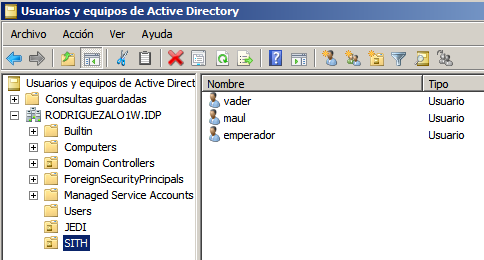 Usuarios y equipos de Active Directory
Archivo Acción Ver Ayuda
Usuarios y equipos de Active Direct
Consultas guardadas
RODRIGUEZALO1W.IDP
Builtin
Computers
Domain Controllers
ForeignSecurityPrincipals
Managed Service Accounts
Users
JEDI
SITH
Nombre Tipo
vader Usuario
maul Usuario
emperador Usuario